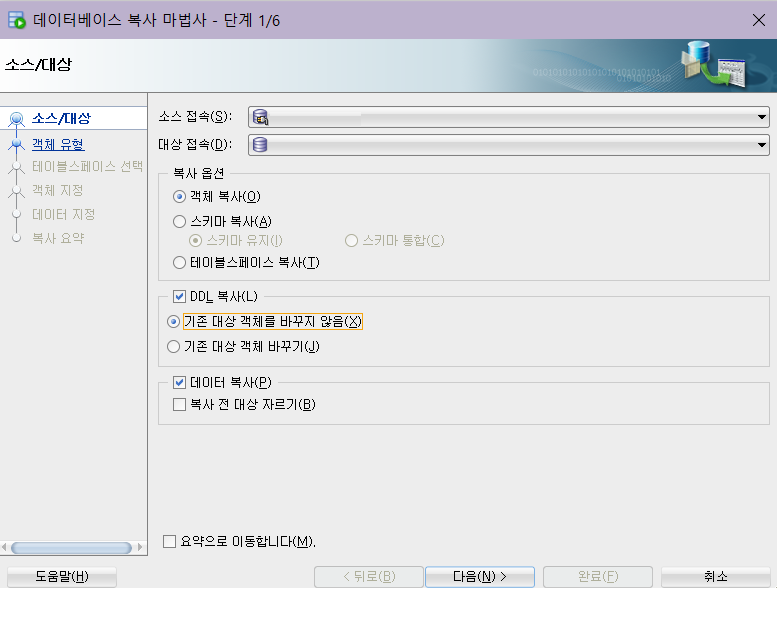 데이터베이스 복사 마법사 - 단계 1/6
소스/대상
010101010101010101010101
소스/대상
객체 유형
테이블스페이스 선택
객체 지정
데이터 지정
복사 요약
소스 접속(S):
대상 접속(D):
복사 옵션
객체 복사(O)
스키마 복사(A)
스키마 유지(I) 스키마 통합(C)
테이블스페이스 복사(T)
DDL 복사(L)
기존 대상 객체를 바꾸지 않음(X)
기존 대상 객체 바꾸기(J)
데이터 복사(P)
복사 전 대상 자르기(B)
요약으로 이동합니다(M).
도움말(H) < 뒤로(B) 다음(N) > 완료(F) 취소